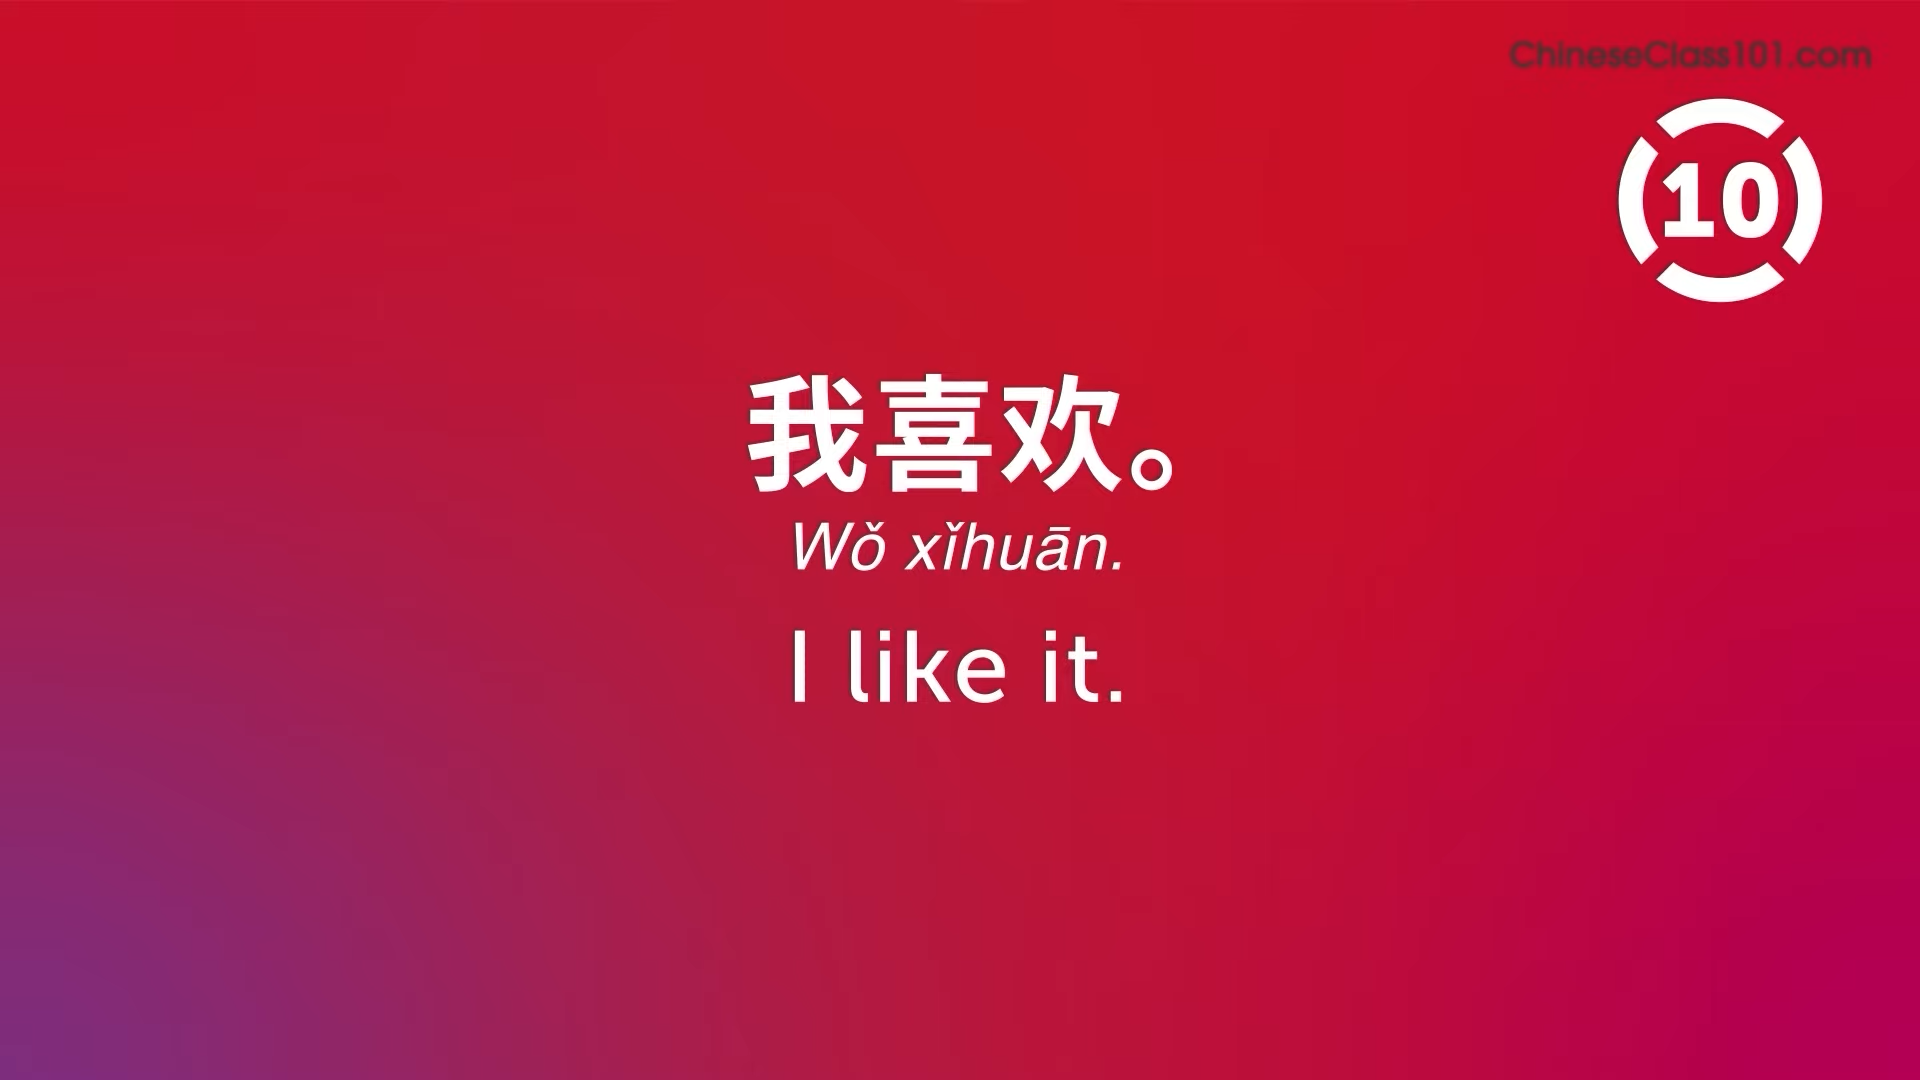 ChineseClass101.com
10
我喜欢。
Wǒ xǐhuān.
I like it.